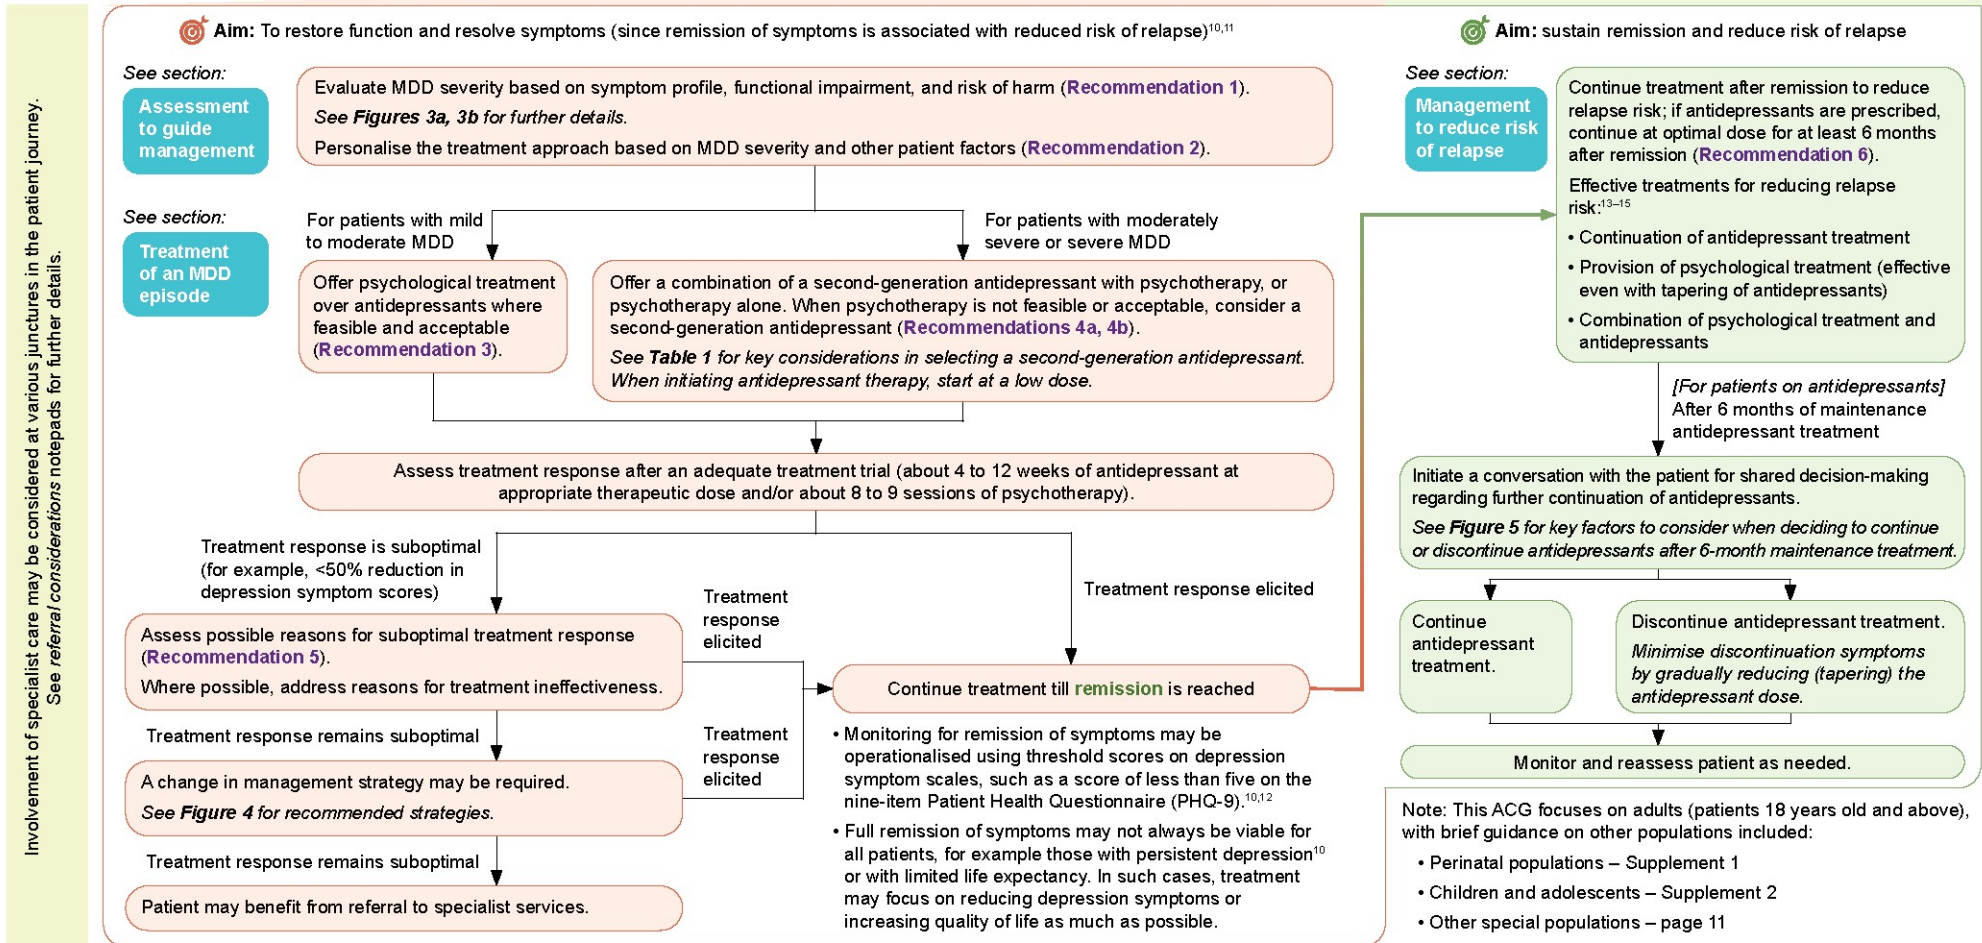 Involvement of specialist care may be considered at various junctures in the patient journey.
See referral considerations notepads for further details.
Aim: To restore function and resolve symptoms (since remission of symptoms is associated with reduced risk of relapse)10,11
See section:
Assessment
to guide
management
Evaluate MDD severity based on symptom profile, functional impairment, and risk of harm (Recommendation 1).
See Figures 3a, 3b for further details.
Personalise the treatment approach based on MDD severity and other patient factors (Recommendation 2).
See section:
Treatment
of an MDD
episode
For patients with mild
to moderate MDD
For patients with moderately
severe or severe MDD
Offer psychological treatment
over antidepressants where
feasible and acceptable
(Recommendation 3).
Offer a combination of a second-generation antidepressant with psychotherapy, or
psychotherapy alone. When psychotherapy is not feasible or acceptable, consider a
second-generation antidepressant (Recommendations 4a, 4b).
See Table 1 for key considerations in selecting a second-generation antidepressant.
When initiating antidepressant therapy, start at a low dose.
Assess treatment response after an adequate treatment trial (about 4 to 12 weeks of antidepressant at
appropriate therapeutic dose and/or about 8 to 9 sessions of psychotherapy).
Treatment response is suboptimal
(for example, <50% reduction in
depression symptom scores)
Treatment
response
elicited
Treatment response elicited
Assess possible reasons for suboptimal treatment response
(Recommendation 5).
Where possible, address reasons for treatment ineffectiveness.
Treatment response remains suboptimal
Treatment
response
elicited
A change in management strategy may be required.
See Figure 4 for recommended strategies.
Treatment response remains suboptimal
Patient may benefit from referral to specialist services.
Continue treatment till remission is reached
• Monitoring for remission of symptoms may be
operationalised using threshold scores on depression
symptom scales, such as a score of less than five on the
nine-item Patient Health Questionnaire (PHQ-9).10,12
• Full remission of symptoms may not always be viable for
all patients, for example those with persistent depression10
or with limited life expectancy. In such cases, treatment
may focus on reducing depression symptoms or
increasing quality of life as much as possible.
Aim: sustain remission and reduce risk of relapse
See section:
Management
to reduce risk
of relapse
Continue treatment after remission to reduce
relapse risk; if antidepressants are prescribed,
continue at optimal dose for at least 6 months
after remission (Recommendation 6).
Effective treatments for reducing relapse
risk:13–15
• Continuation of antidepressant treatment
• Provision of psychological treatment (effective
even with tapering of antidepressants)
• Combination of psychological treatment and
antidepressants
[For patients on antidepressants]
After 6 months of maintenance
antidepressant treatment
Initiate a conversation with the patient for shared decision-making
regarding further continuation of antidepressants.
See Figure 5 for key factors to consider when deciding to continue
or discontinue antidepressants after 6-month maintenance treatment.
Continue
antidepressant
treatment.
Discontinue antidepressant treatment.
Minimise discontinuation symptoms
by gradually reducing (tapering) the
antidepressant dose.
Monitor and reassess patient as needed.
Note: This ACG focuses on adults (patients 18 years old and above),
with brief guidance on other populations included:
• Perinatal populations – Supplement 1
• Children and adolescents – Supplement 2
• Other special populations – page 11